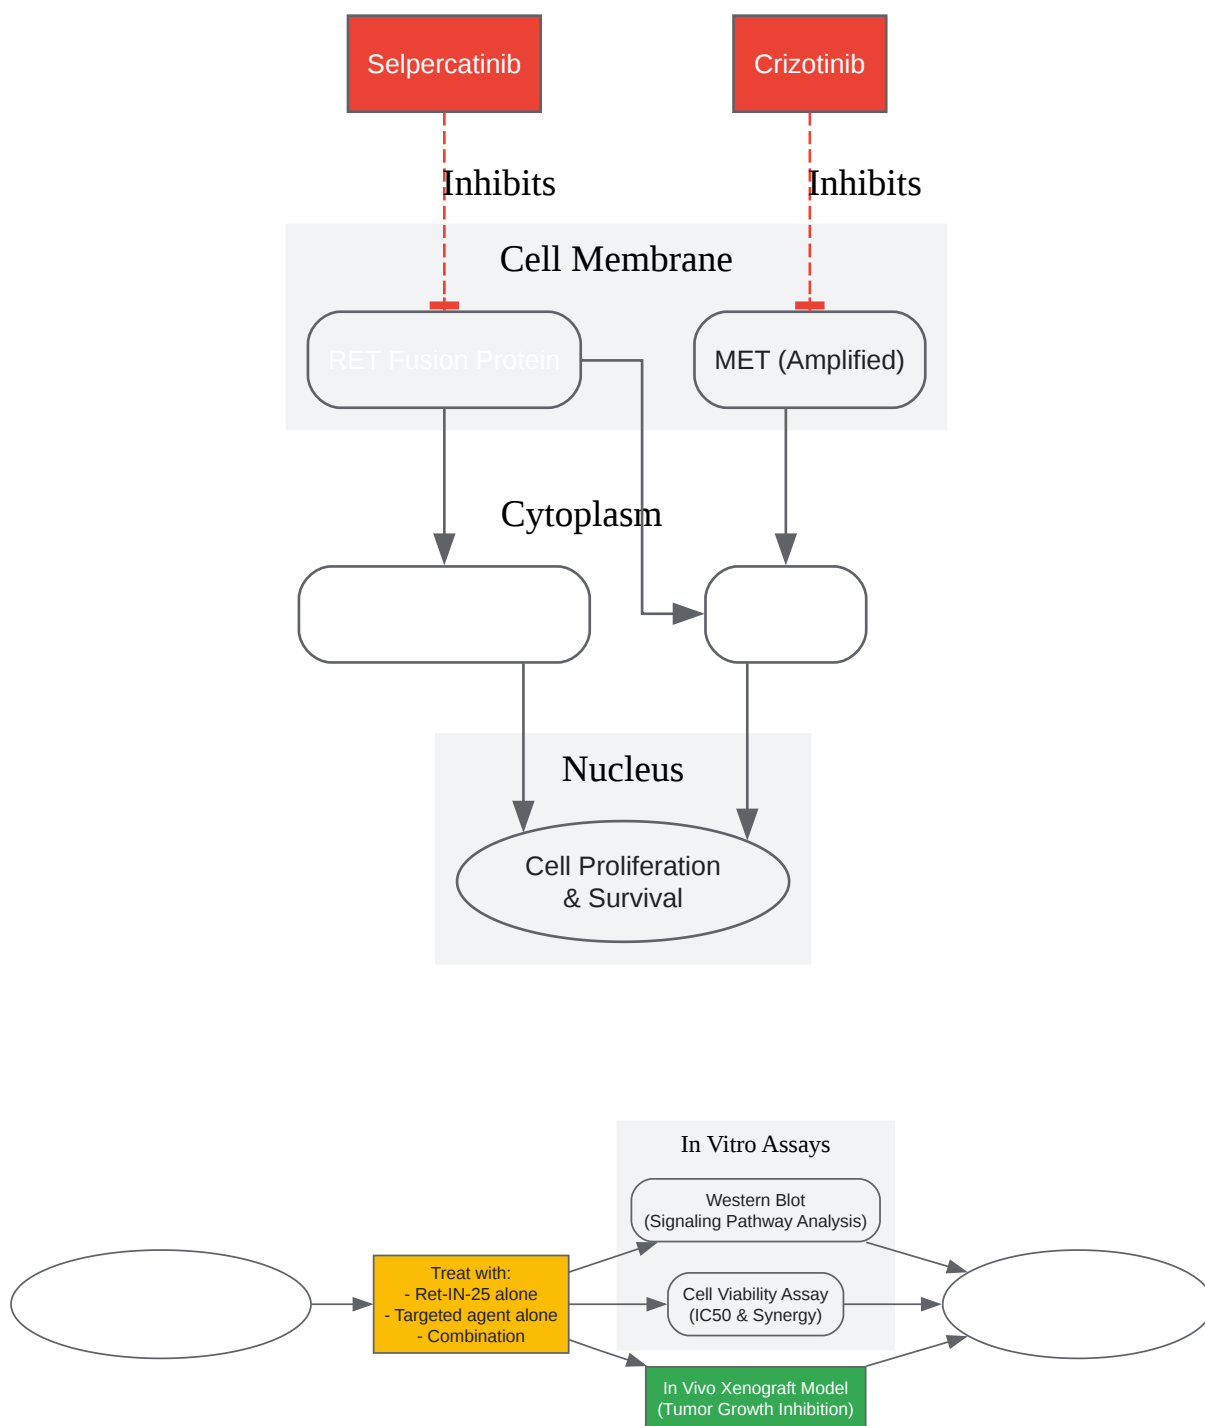 Selpercatinib
Crizotinib
Inhibits
Inhibits
Cell Membrane
RET Fusion Protein
MET (Amplified)
Cytoplasm
Nucleus
Cell Proliferation
& Survival
In Vitro Assays
Western Blot
(Signaling Pathway Analysis)
Treat with:
- Ret-IN-25 alone
- Targeted agent alone
- Combination
Cell Viability Assay
(IC50 & Synergy)
In Vivo Xenograft Model
(Tumor Growth Inhibition)